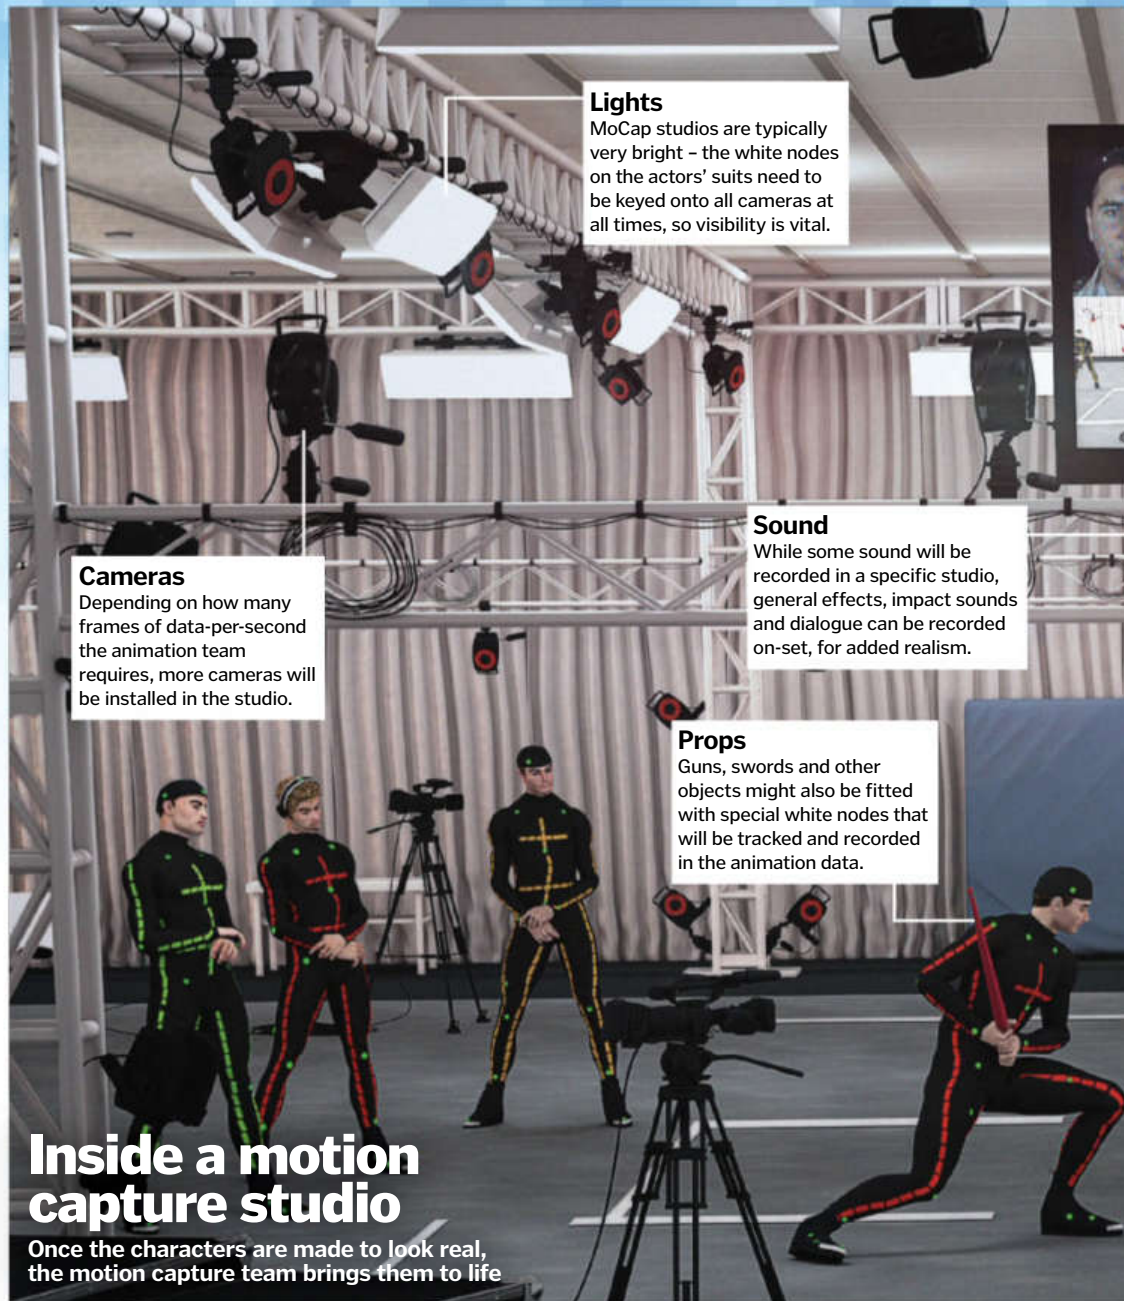 Lights
MoCap studios are typically
very bright – the white nodes
on the actors’ suits need to
be keyed onto all cameras at
all times, so visibility is vital.
Cameras
Depending on how many
frames of data-per-second
the animation team
requires, more cameras will
be installed in the studio.
Sound
While some sound will be
recorded in a specific studio,
general effects, impact sounds
and dialogue can be recorded
on-set, for added realism.
Props
Guns, swords and other
objects might also be fitted
with special white nodes that
will be tracked and recorded
in the animation data.
Inside a motion
capture studio
Once the characters are made to look real,
the motion capture team brings them to life